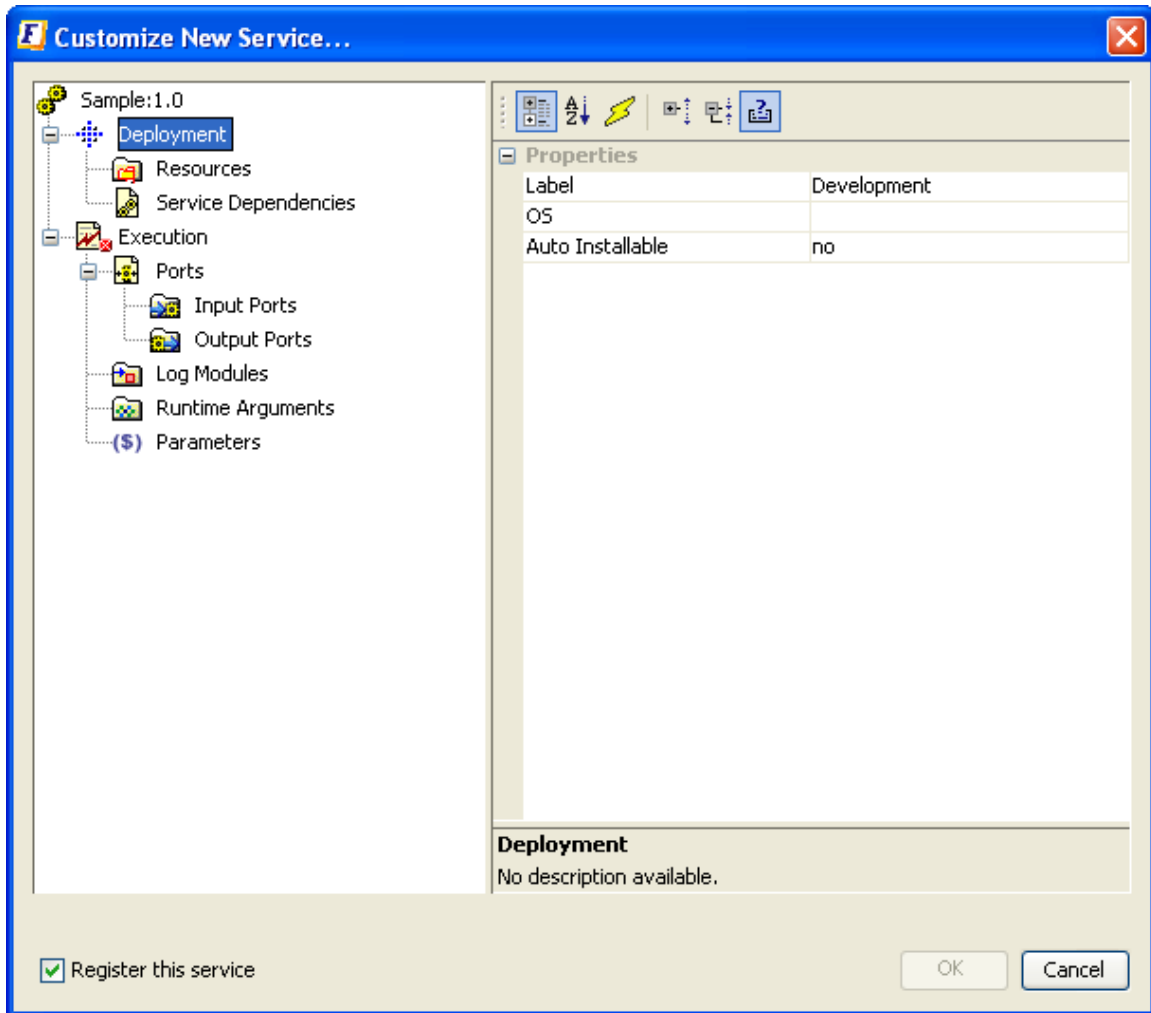 Customize New Service...
Sample:1.0
Deployment
Resources
Service Dependencies
Execution
Ports
Input Ports
Output Ports
Log Modules
Runtime Arguments
($) Parameters
Properties
Label Development
OS
Auto Installable no
Deployment
No description available.
Register this service
OK Cancel